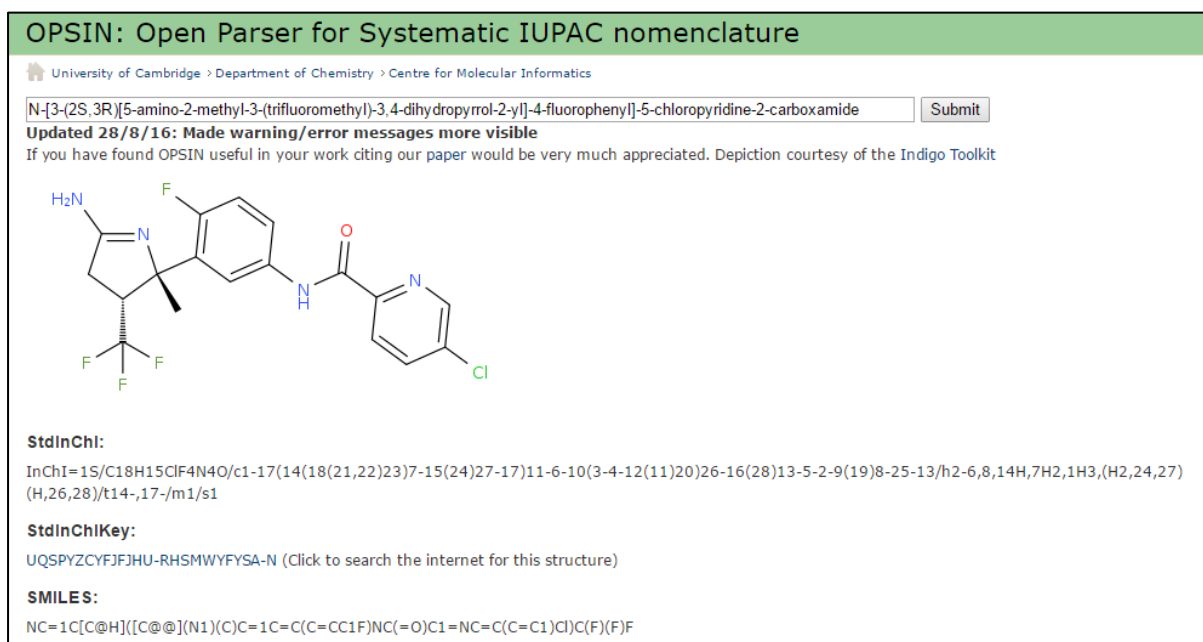 OPSIN: Open Parser for Systematic IUPAC nomenclature
University of Cambridge > Department of Chemistry > Centre for Molecular Informatics
N-[3-(2S,3R)[5-amino-2-methyl-3-(trifluoromethyl)-3,4-dihydropyrrol-2-yl]-4-fluorophenyl]-5-chloropyridine-2-carboxamide Submit
Updated 28/8/16: Made warning/error messages more visible
If you have found OPSIN useful in your work citing our paper would be very much appreciated. Depiction courtesy of the Indigo Toolkit
H₂N
F
N
O
N
H
N
F
F
F
Cl
StdInChI:
InChI=1S/C18H15ClF4N4O/c1-17(14(18(21,22)23)7-15(24)27-17)11-6-10(3-4-12(11)20)26-16(28)13-5-2-9(19)8-25-13/h2-6,8,14H,7H2,1H3,(H2,24,27)
(H,26,28)/t14-,17-/m1/s1
StdInChIKey:
UQSPYZCYFJFJHU-RHSMWYFYSA-N (Click to search the internet for this structure)
SMILES:
NC=1C[C@H]([C@@](N1)(C)C=1C=C(C=CC1F)NC(=O)C1=NC=C(C=C1)Cl)C(F)(F)F